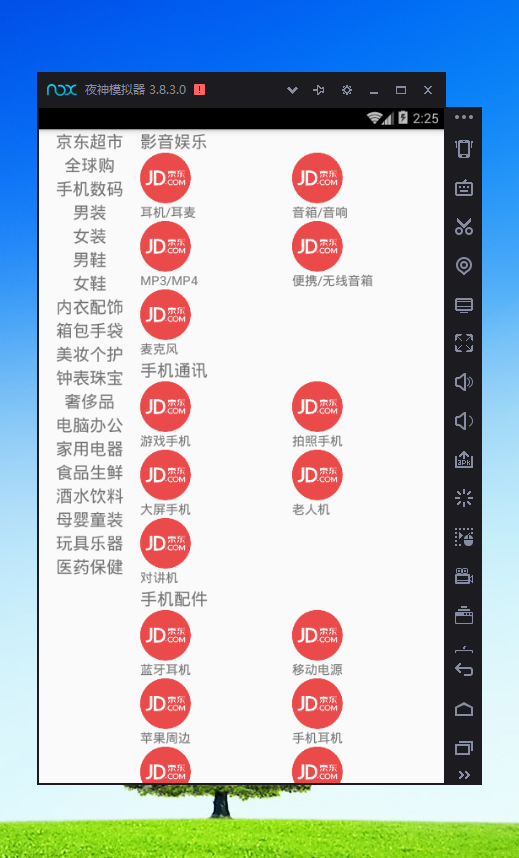 nox 夜神模拟器 3.8.3.0 !
2:25
京东超市
全球购
手机数码
男装
女装
男鞋
女鞋
内衣配饰
箱包手袋
美妆个护
钟表珠宝
奢侈品
电脑办公
家用电器
食品生鲜
酒水饮料
母婴童装
玩具乐器
医药保健
影音娱乐
JD 京东 .COM
JD 京东 .COM
耳机/耳麦
音箱/音响
JD 京东 .COM
JD 京东 .COM
MP3/MP4
便携/无线音箱
JD 京东 .COM
麦克风
手机通讯
JD 京东 .COM
JD 京东 .COM
游戏手机
拍照手机
JD 京东 .COM
JD 京东 .COM
大屏手机
老人机
JD 京东 .COM
对讲机
手机配件
JD 京东 .COM
JD 京东 .COM
蓝牙耳机
移动电源
JD 京东 .COM
JD 京东 .COM
苹果周边
手机耳机
JD 京东 .COM
JD 京东 .COM